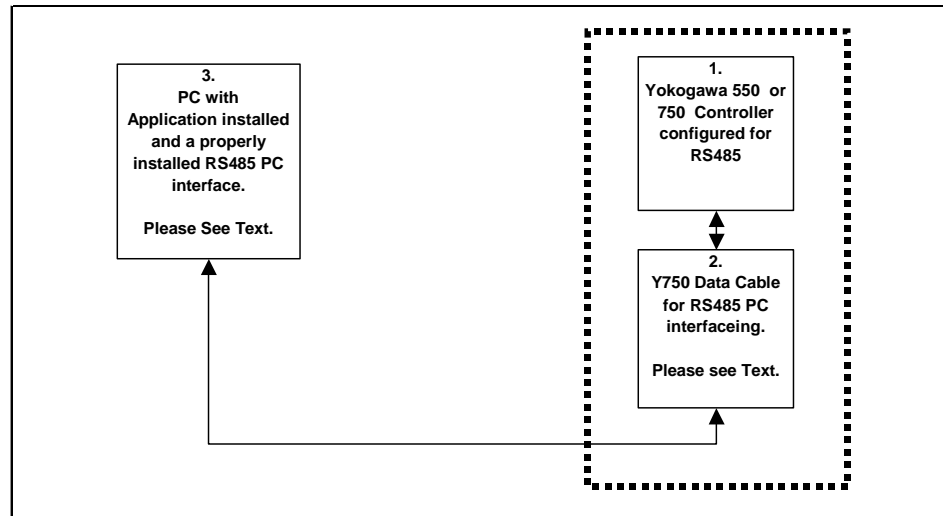 3.
PC with
Application installed
and a properly
installed RS485 PC
interface.
Please See Text.
1.
Yokogawa 550 or
750 Controller
configured for
RS485
2.
Y750 Data Cable
for RS485 PC
interfaceing.
Please see Text.